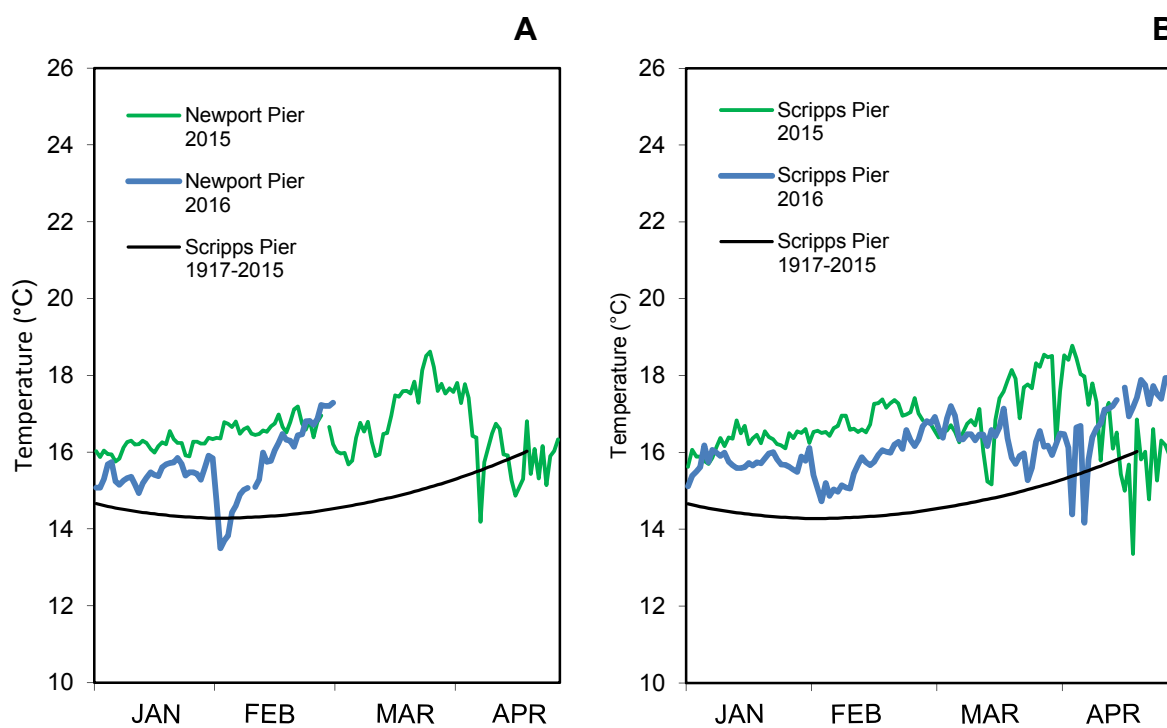 A
26
24
22
20
18
16
14
12
10
Temperature (°C)
Newport Pier
2015
Newport Pier
2016
Scripps Pier
1917-2015
JAN FEB MAR APR
B
26
24
22
20
18
16
14
12
10
Temperature (°C)
Scripps Pier
2015
Scripps Pier
2016
Scripps Pier
1917-2015
JAN FEB MAR APR